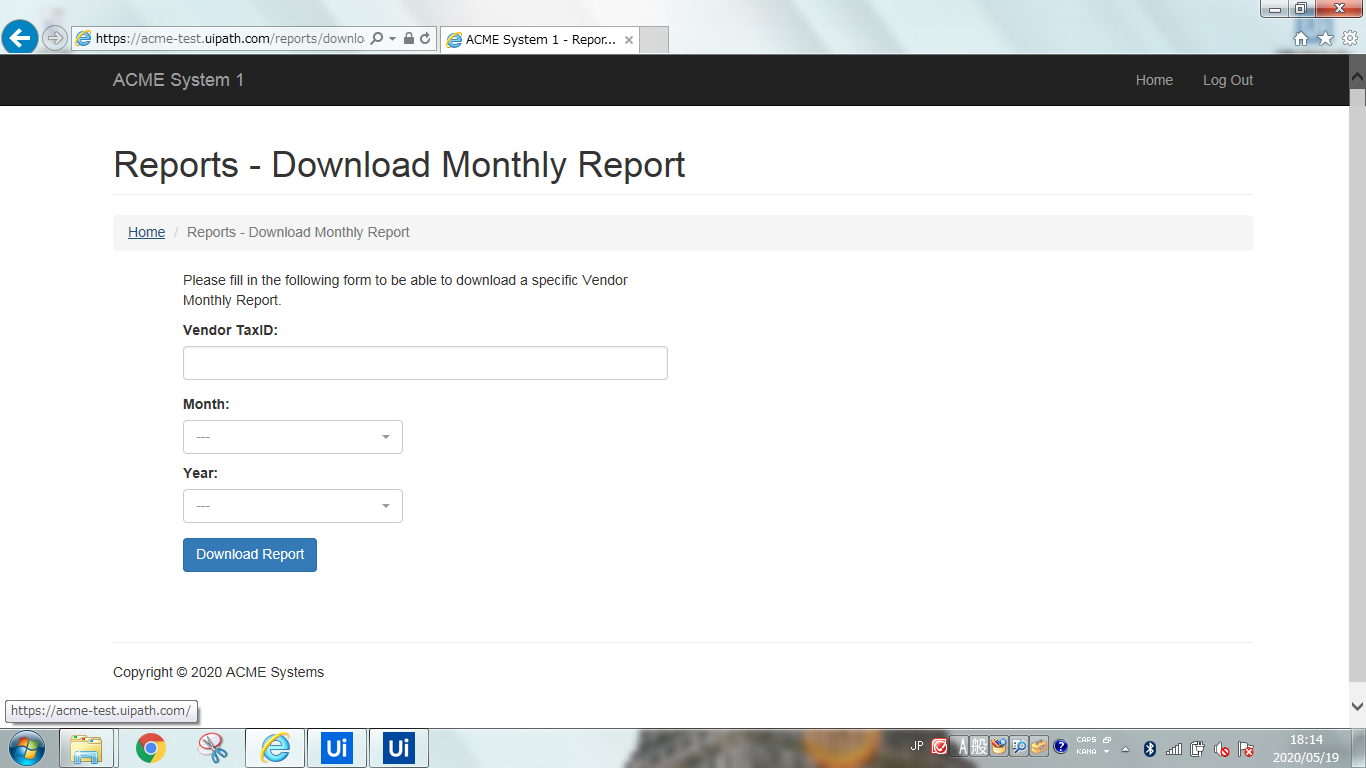 https://acme-test.uipath.com/reports/downlo
ACME System 1 - Repor...
ACME System 1
Home
Log Out
Reports - Download Monthly Report
Home / Reports - Download Monthly Report
Please fill in the following form to be able to download a specific Vendor
Monthly Report.
Vendor TaxID:
Month:
---
Year:
---
Download Report
Copyright © 2020 ACME Systems
https://acme-test.uipath.com/
Ui
Ui
JP
A 般
CAPS
KANA
18:14
2020/05/19